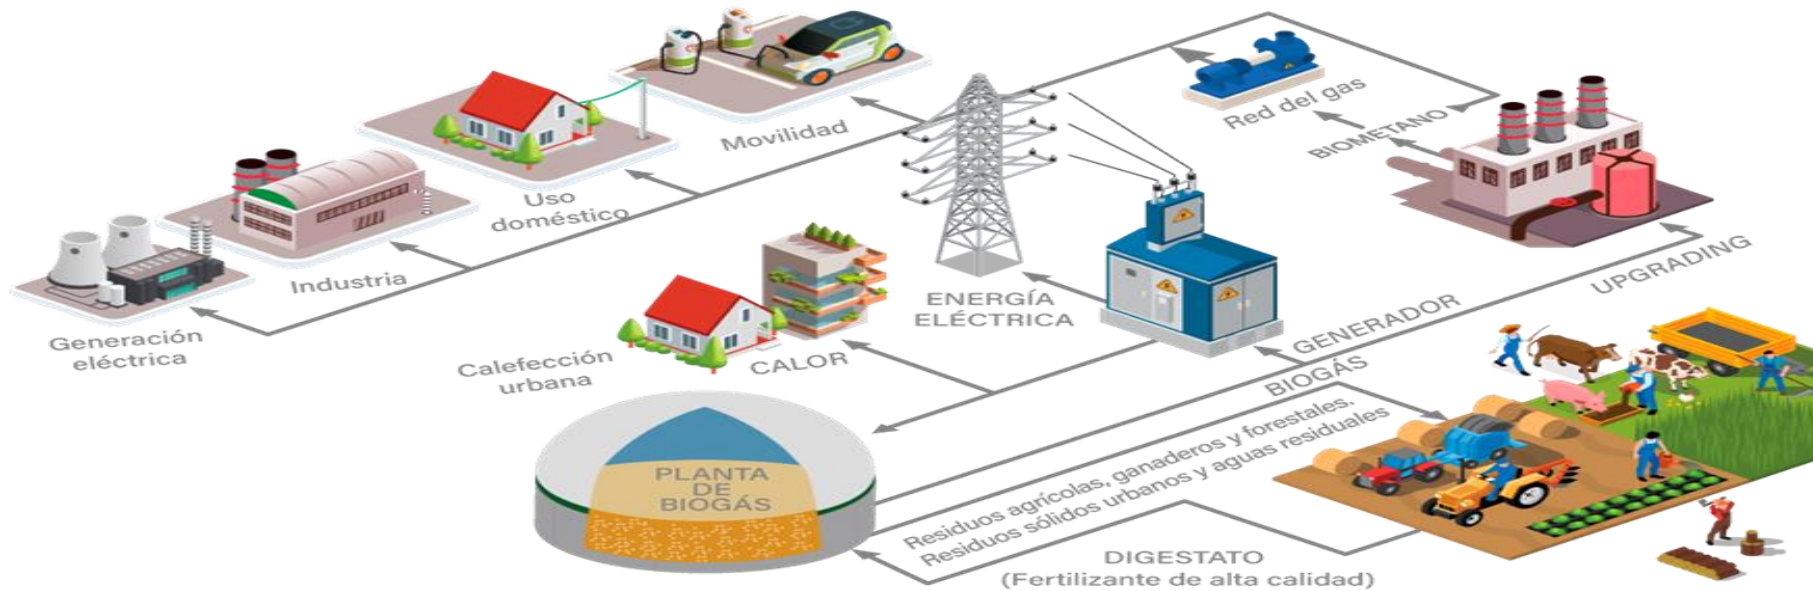 Movilidad
Uso
doméstico
Industria
Generación
eléctrica
Red del gas
BIOMETANO
UPGRADING
ENERGÍA
ELÉCTRICA
GENERADOR
BIOGÁS
Calefección
urbana
CALOR
PLANTA
DE
BIOGÁS
Residuos agrícolas, ganaderos y forestales,
Residuos sólidos urbanos y aguas residuales
DIGESTATO
(Fertilizante de alta calidad)